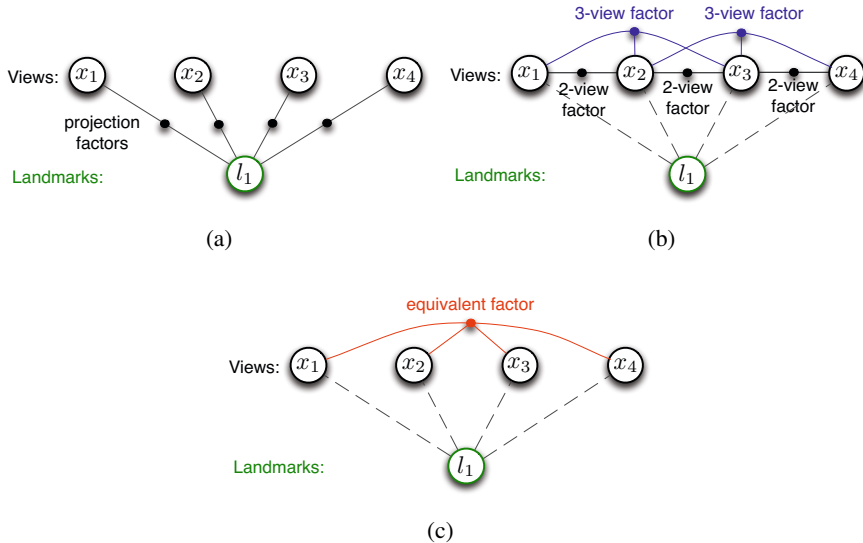 Views: x₁ x₂ x₃ x₄
projection
factors
Landmarks: l₁
(a)
3-view factor 3-view factor
Views: x₁ x₂ x₃ x₄
2-view
factor
2-view
factor
2-view
factor
Landmarks: l₁
(b)
equivalent factor
Views: x₁ x₂ x₃ x₄
Landmarks: l₁
(c)